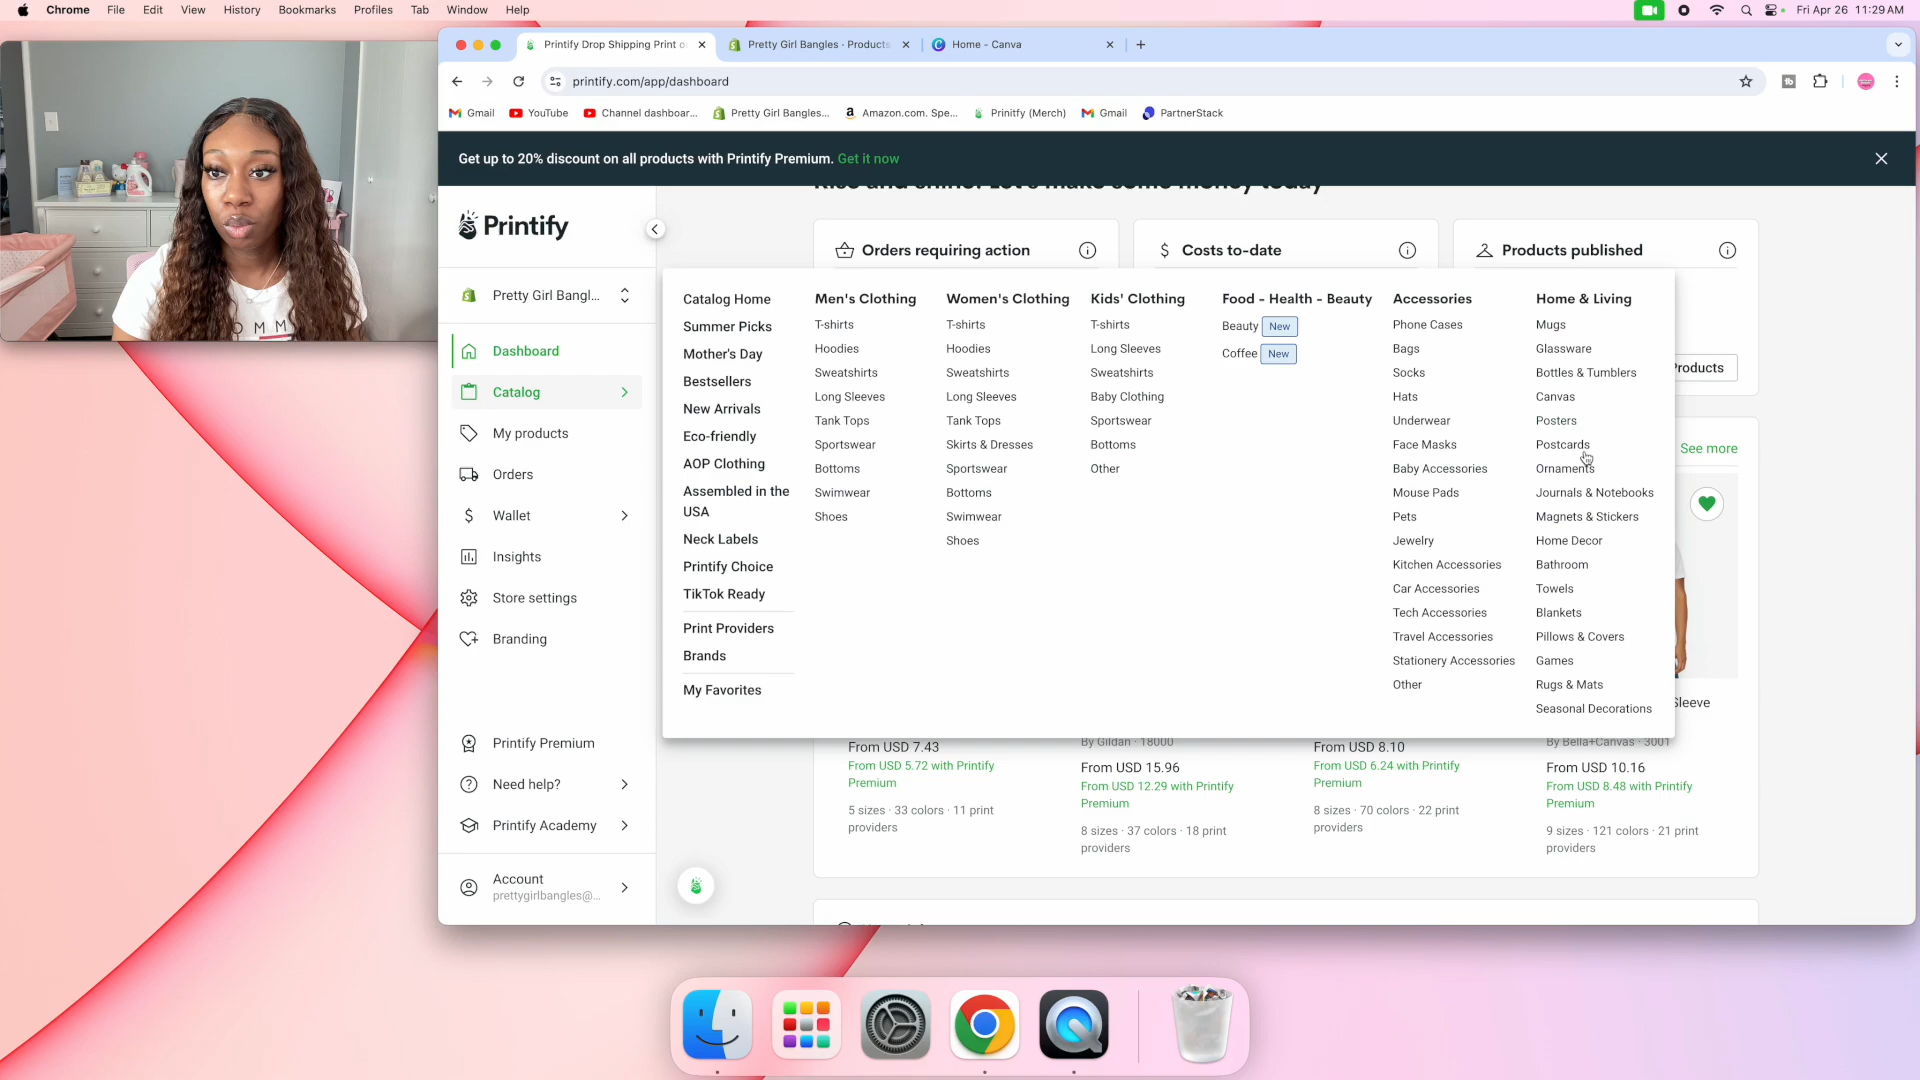 Chrome File Edit View History Bookmarks Profiles Tab Window Help
Fri Apr 26 11:29 AM
Printify Drop Shipping Print o
Pretty Girl Bangles · Products
Home - Canva
printify.com/app/dashboard
Gmail YouTube Channel dashboar... Pretty Girl Bangles... Amazon.com. Spe... Prinitfy (Merch) Gmail PartnerStack
Get up to 20% discount on all products with Printify Premium. Get it now
Printify
Pretty Girl Bangl...
Dashboard
Catalog
My products
Orders
Wallet
Insights
Store settings
Branding
Printify Premium
Need help?
Printify Academy
Account
prettygirlbangles@...
Orders requiring action
Costs to-date
Products published
Catalog Home
Summer Picks
Mother's Day
Bestsellers
New Arrivals
Eco-friendly
AOP Clothing
Assembled in the
USA
Neck Labels
Printify Choice
TikTok Ready
Print Providers
Brands
My Favorites
Men's Clothing
T-shirts
Hoodies
Sweatshirts
Long Sleeves
Tank Tops
Sportswear
Bottoms
Swimwear
Shoes
Women's Clothing
T-shirts
Hoodies
Sweatshirts
Long Sleeves
Tank Tops
Skirts & Dresses
Sportswear
Bottoms
Swimwear
Shoes
Kids' Clothing
T-shirts
Long Sleeves
Sweatshirts
Baby Clothing
Sportswear
Bottoms
Other
Food - Health - Beauty
Beauty New
Coffee New
Accessories
Phone Cases
Bags
Socks
Hats
Underwear
Face Masks
Baby Accessories
Mouse Pads
Pets
Jewelry
Kitchen Accessories
Car Accessories
Tech Accessories
Travel Accessories
Stationery Accessories
Other
Home & Living
Mugs
Glassware
Bottles & Tumblers
Canvas
Posters
Postcards
Ornaments
Journals & Notebooks
Magnets & Stickers
Home Decor
Bathroom
Towels
Blankets
Pillows & Covers
Games
Rugs & Mats
Seasonal Decorations
Products
See more
Sleeve
From USD 7.43
From USD 5.72 with Printify
Premium
5 sizes · 33 colors · 11 print
providers
By Gildan · 18000
From USD 15.96
From USD 12.29 with Printify
Premium
8 sizes · 37 colors · 18 print
providers
From USD 8.10
From USD 6.24 with Printify
Premium
8 sizes · 70 colors · 22 print
providers
By Bella+Canvas · 3001
From USD 10.16
From USD 8.48 with Printify
Premium
9 sizes · 121 colors · 21 print
providers